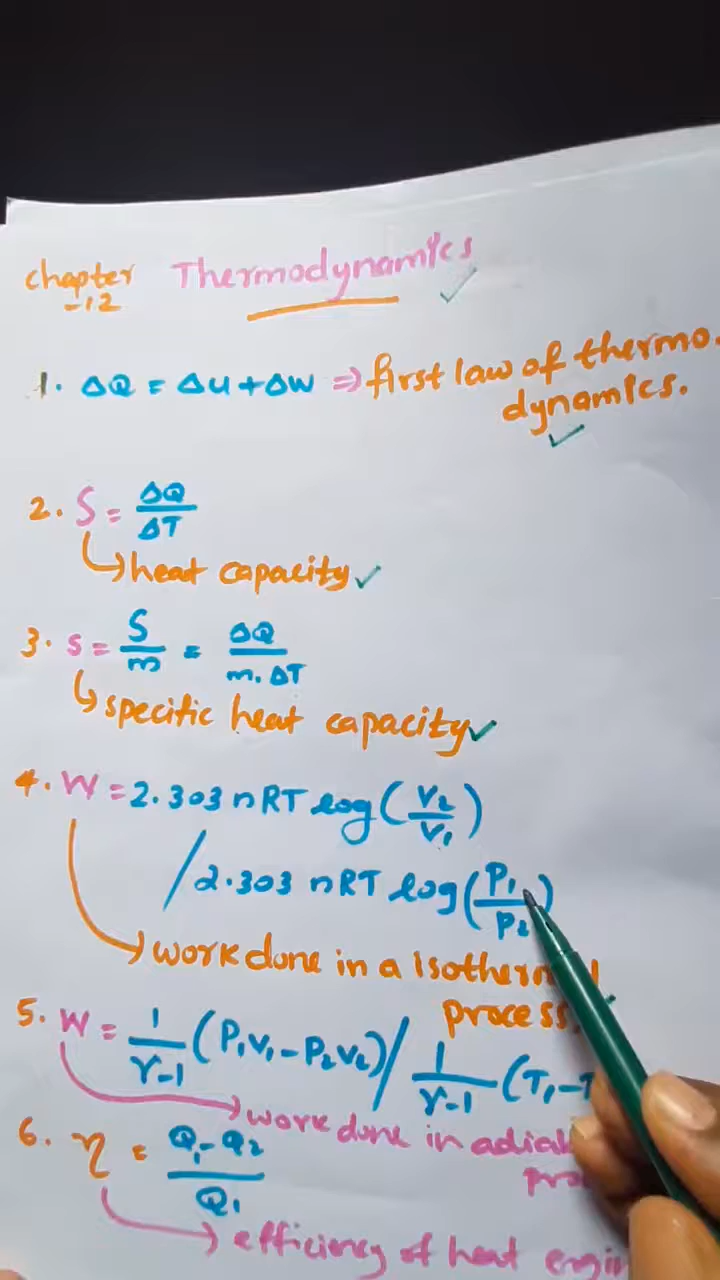 chapter Thermodynamics
-12
1. ΔQ = ΔU + ΔW ⇒ first law of thermo.
dynamics.
2. S = ΔQ/ΔT
heat capacity
3. s = S/m = ΔQ/m.ΔT
specific heat capacity
4. W = 2.303 nRT log (V₂/V₁)
/ 2.303 nRT log (P₁/P₂)
work done in a isothermal
process.
5. W = 1/γ-1 (P₁V₁ - P₂V₂) / 1/γ-1 (T₁ -
work done in
6. η = Q₁ - Q₂/Q₁
efficiency of heat